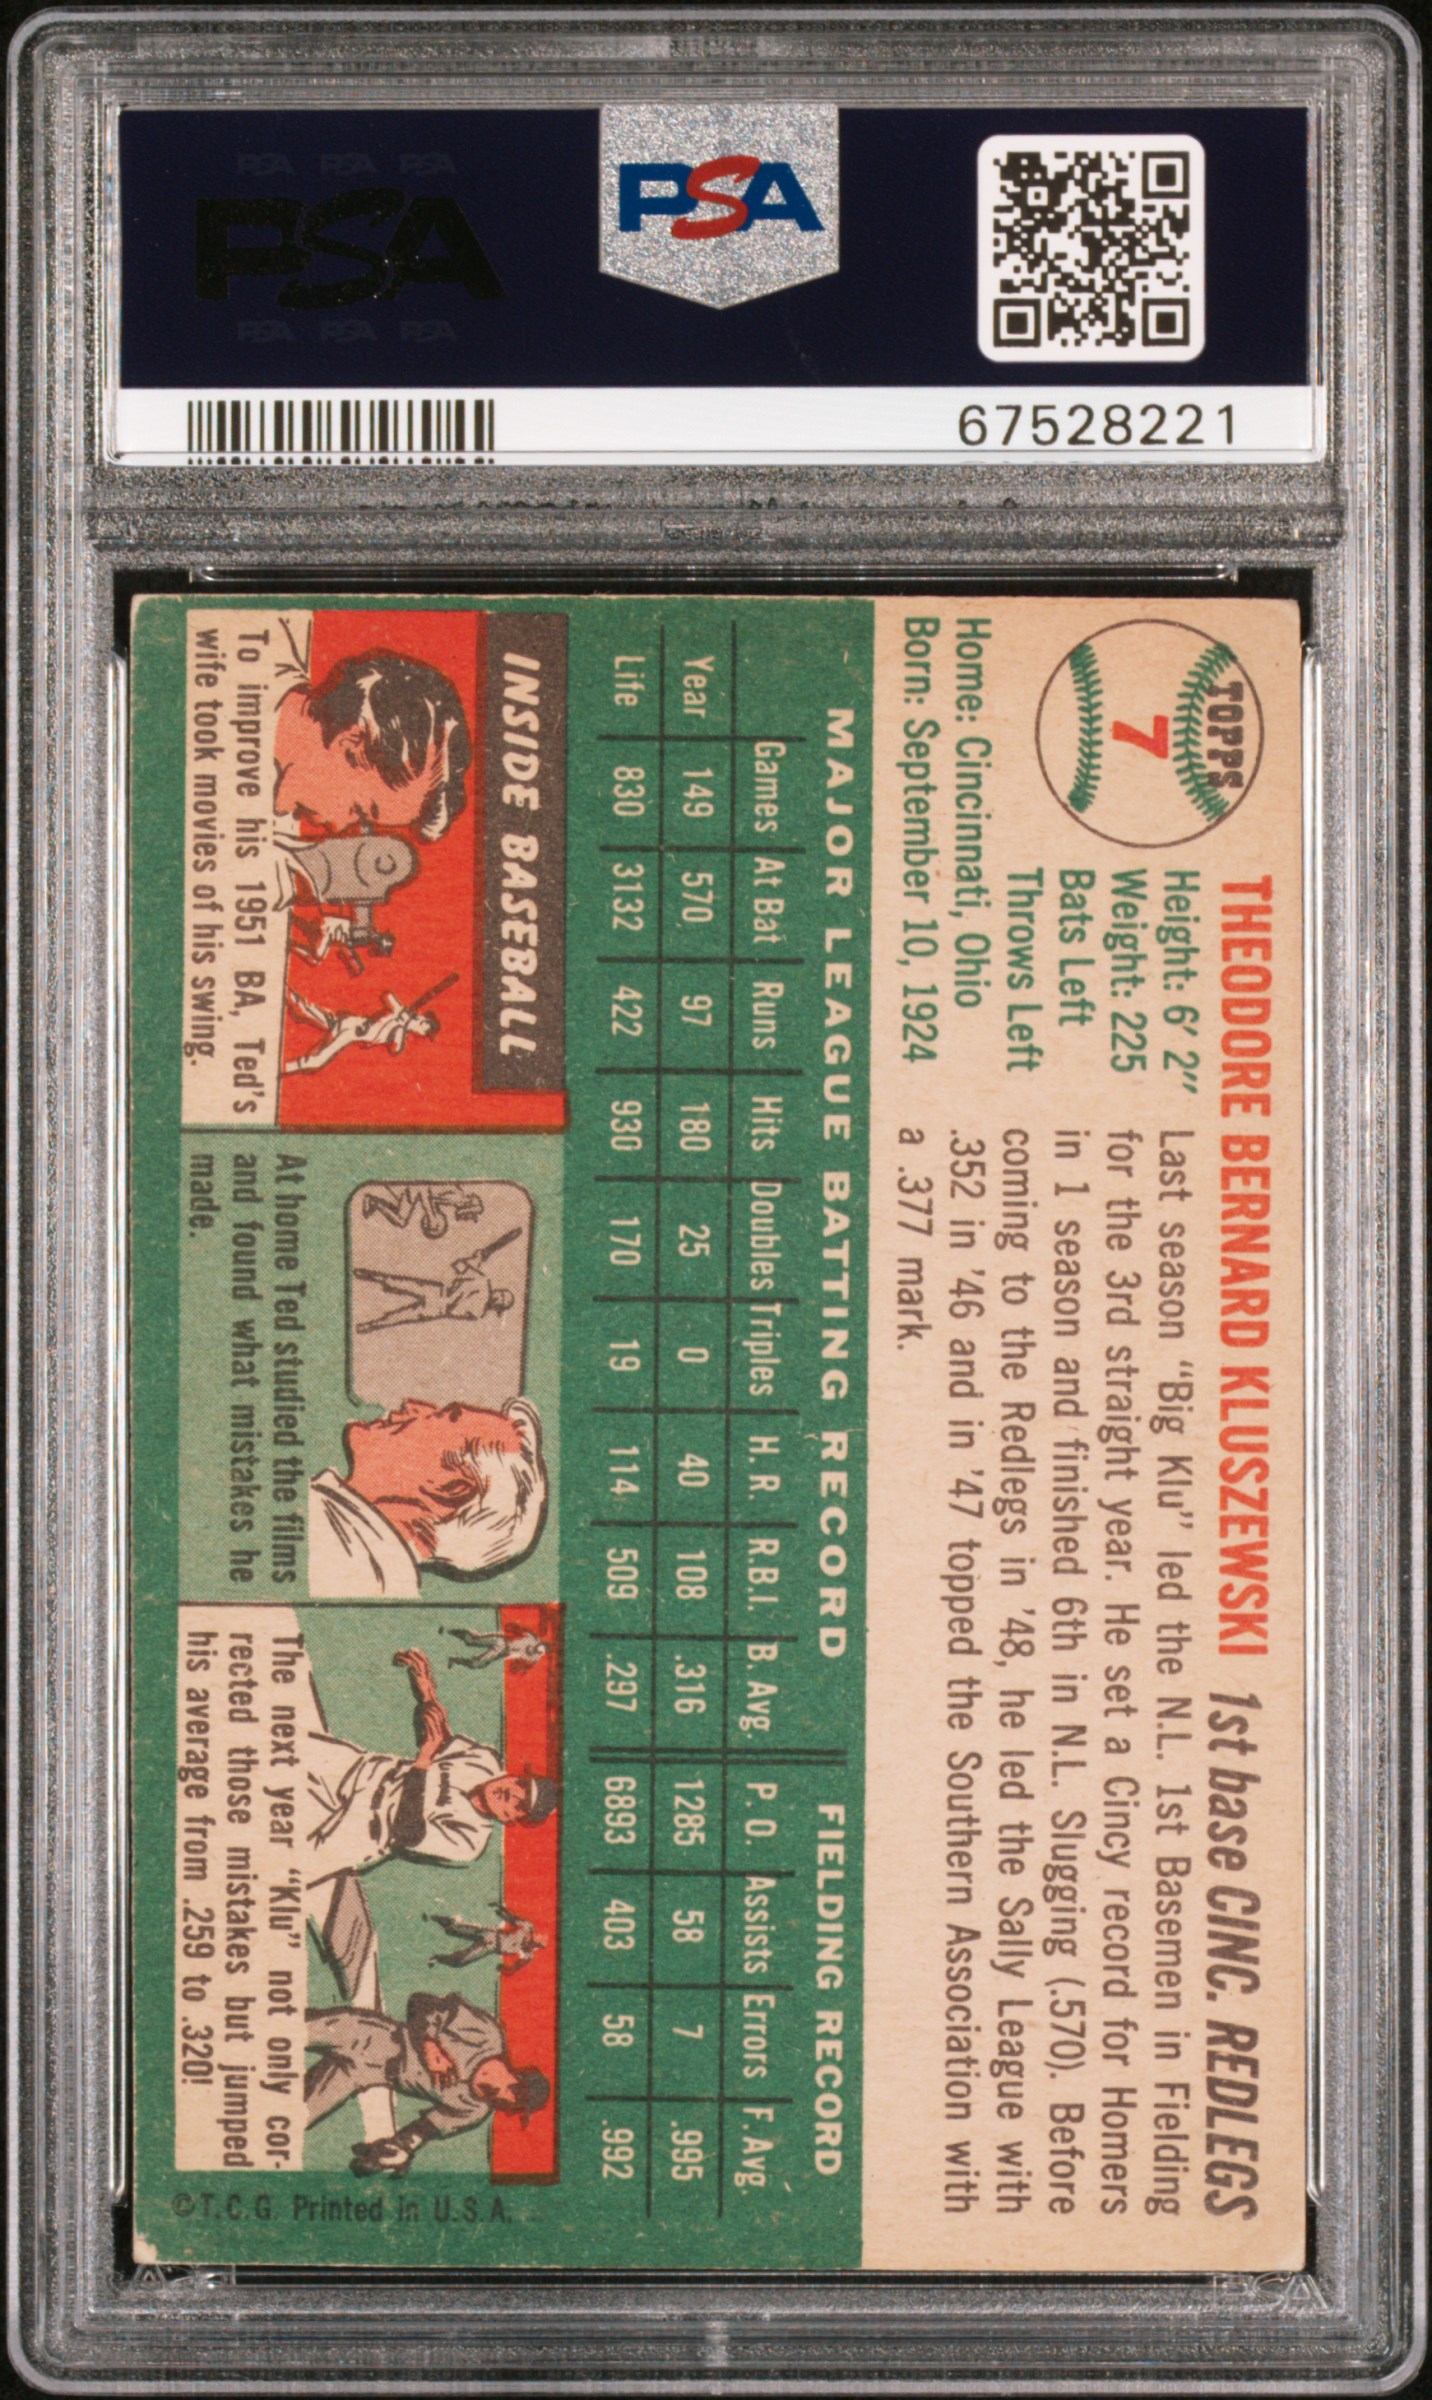 PSA PSA PSA
PSA
PSA PSA PSA
PSA
67528221
TOPPS
7
THEODORE BERNARD KLUSZEWSKI 1st base CINC. REDLEGS
Height: 6' 2"
Weight: 225
Bats Left
Throws Left
Home: Cincinnati, Ohio
Born: September 10, 1924
Last season "Big Klu" led the N.L. 1st Basemen in Fielding
for the 3rd straight year. He set a Cincy record for Homers
in 1 season and finished 6th in N.L. Slugging (.570). Before
coming to the Redlegs in '48, he led the Sally League with
.352 in '46 and in '47 topped the Southern Association with
a .377 mark.
MAJOR LEAGUE BATTING RECORD FIELDING RECORD
Games At Bat Runs Hits Doubles Triples H.R. R.B.I. B. Avg. P.O. Assists Errors F. Avg.
Year 149 570 97 180 25 0 40 108 .316 1285 58 7 .995
Life 830 3132 422 930 170 19 114 509 .297 6893 403 58 .992
INSIDE BASEBALL
To improve his 1951 BA, Ted's
wife took movies of his swing.
At home Ted studied the films
and found what mistakes he
made.
The next year "Klu" not only cor-
rected those mistakes but jumped
his average from .259 to .320!
©T.C.G. Printed in U.S.A.
PSA